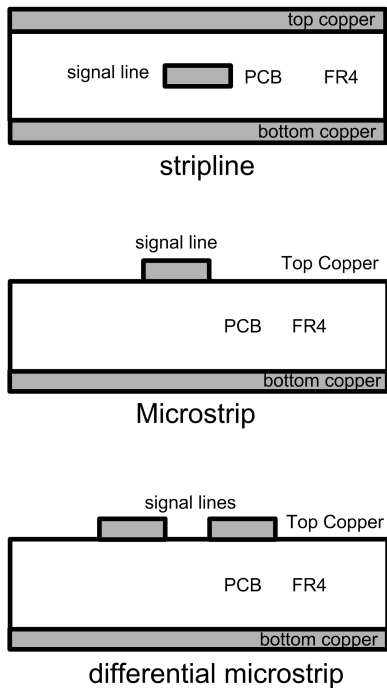 top copper
signal line
PCB FR4
bottom copper
stripline
signal line
Top Copper
PCB FR4
bottom copper
Microstrip
signal lines
Top Copper
PCB FR4
bottom copper
differential microstrip